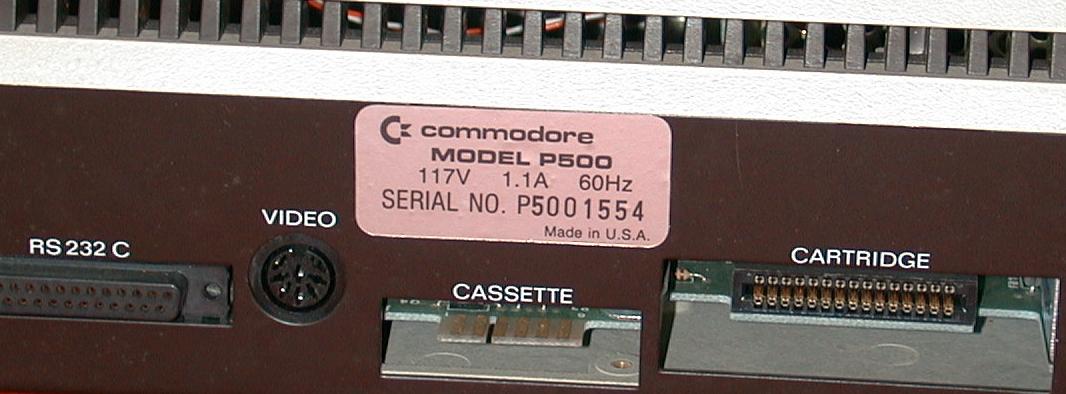 commodore
MODEL P500
117V 1.1A 60Hz
SERIAL NO. P5001554
Made in U.S.A.
VIDEO
RS 232 C
CASSETTE
CARTRIDGE